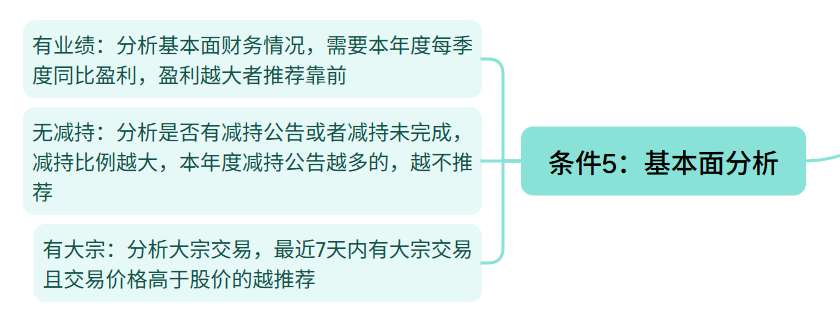 有业绩：分析基本面财务情况，需要本年度每季
度同比盈利，盈利越大者推荐靠前
无减持：分析是否有减持公告或者减持未完成，
减持比例越大，本年度减持公告越多的，越不推
荐
条件5：基本面分析
有大宗：分析大宗交易，最近7天内有大宗交易
且交易价格高于股价的越推荐